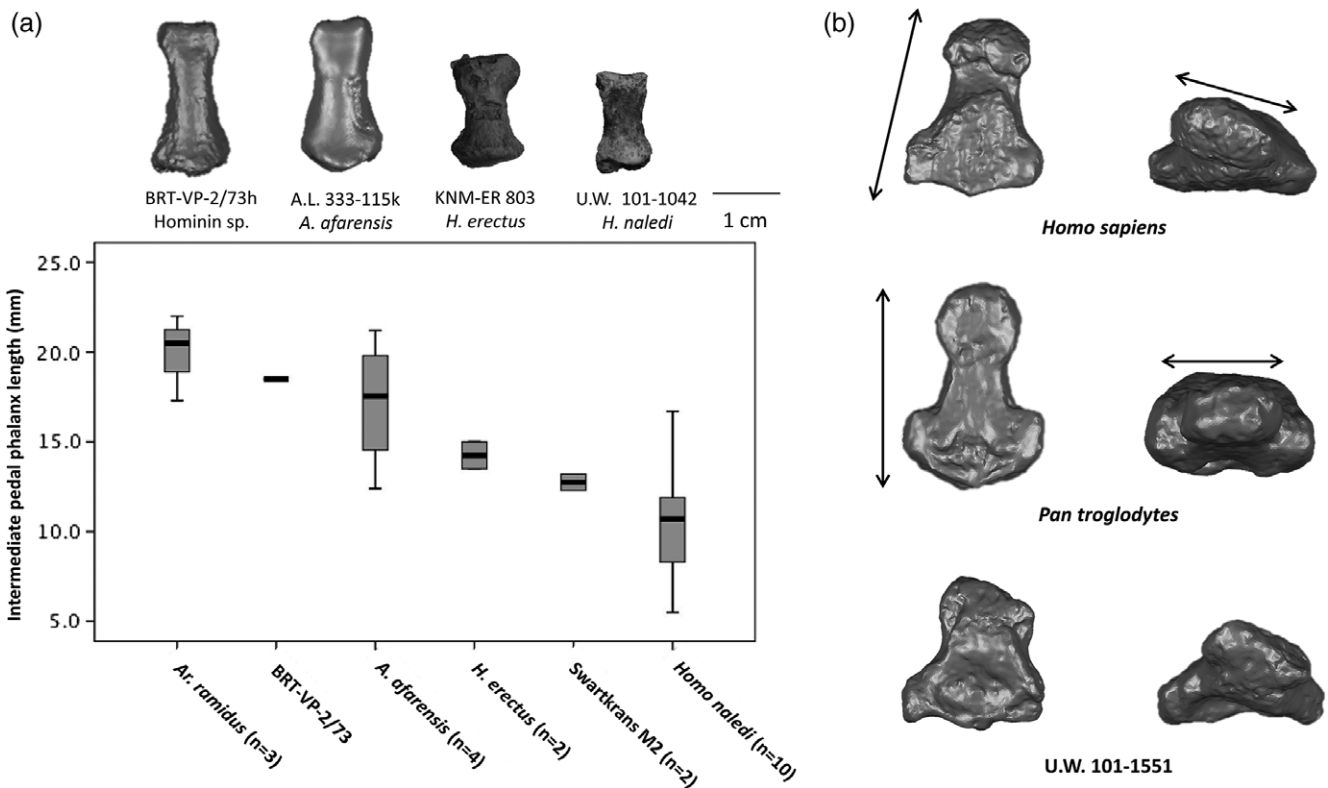 (a)
BRT-VP-2/73h
Hominin sp.
A.L. 333-115k
A. afarensis
KNM-ER 803
H. erectus
U.W. 101-1042
H. naledi
1 cm
Intermediate pedal phalanx length (mm)
25.0
20.0
15.0
10.0
5.0
Ar. ramidus (n=3)
BRT-VP-2/73
A. afarensis (n=4)
H. erectus (n=2)
Swartkrans M2 (n=2)
Homo naledi (n=10)
(b)
Homo sapiens
Pan troglodytes
U.W. 101-1551